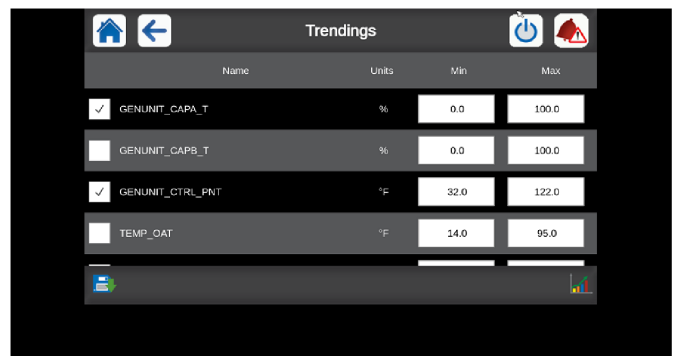 Trendings
Name Units Min Max
GENUNIT_CAPA_T % 0.0 100.0
GENUNIT_CAPB_T % 0.0 100.0
GENUNIT_CTRL_PNT °F 32.0 122.0
TEMP_OAT °F 14.0 95.0